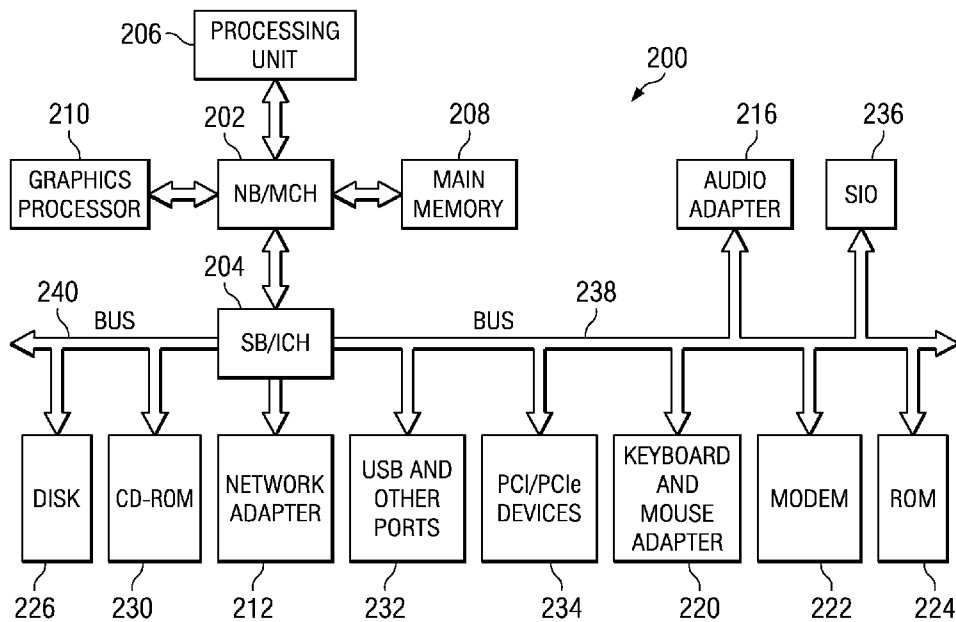 206
PROCESSING
UNIT
200
210
202
208
216
236
GRAPHICS
PROCESSOR
NB/MCH
MAIN
MEMORY
AUDIO
ADAPTER
SIO
204
240
238
BUS
BUS
SB/ICH
DISK
CD-ROM
NETWORK
ADAPTER
USB AND
OTHER
PORTS
PCI/PCIe
DEVICES
KEYBOARD
AND
MOUSE
ADAPTER
MODEM
ROM
226
230
212
232
234
220
222
224